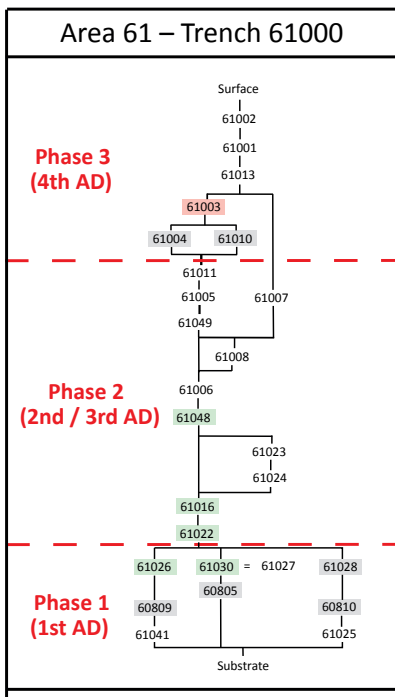 Area 61 – Trench 61000
Surface
61002
61001
Phase 3
(4th AD)
61013
61003
61004 61010
61011
61005 61007
61049
61008
Phase 2
(2nd / 3rd AD)
61006
61048
61023
61024
61016
61022
61026 61030 = 61027 61028
60805
Phase 1
(1st AD)
60809 60810
61041 61025
Substrate